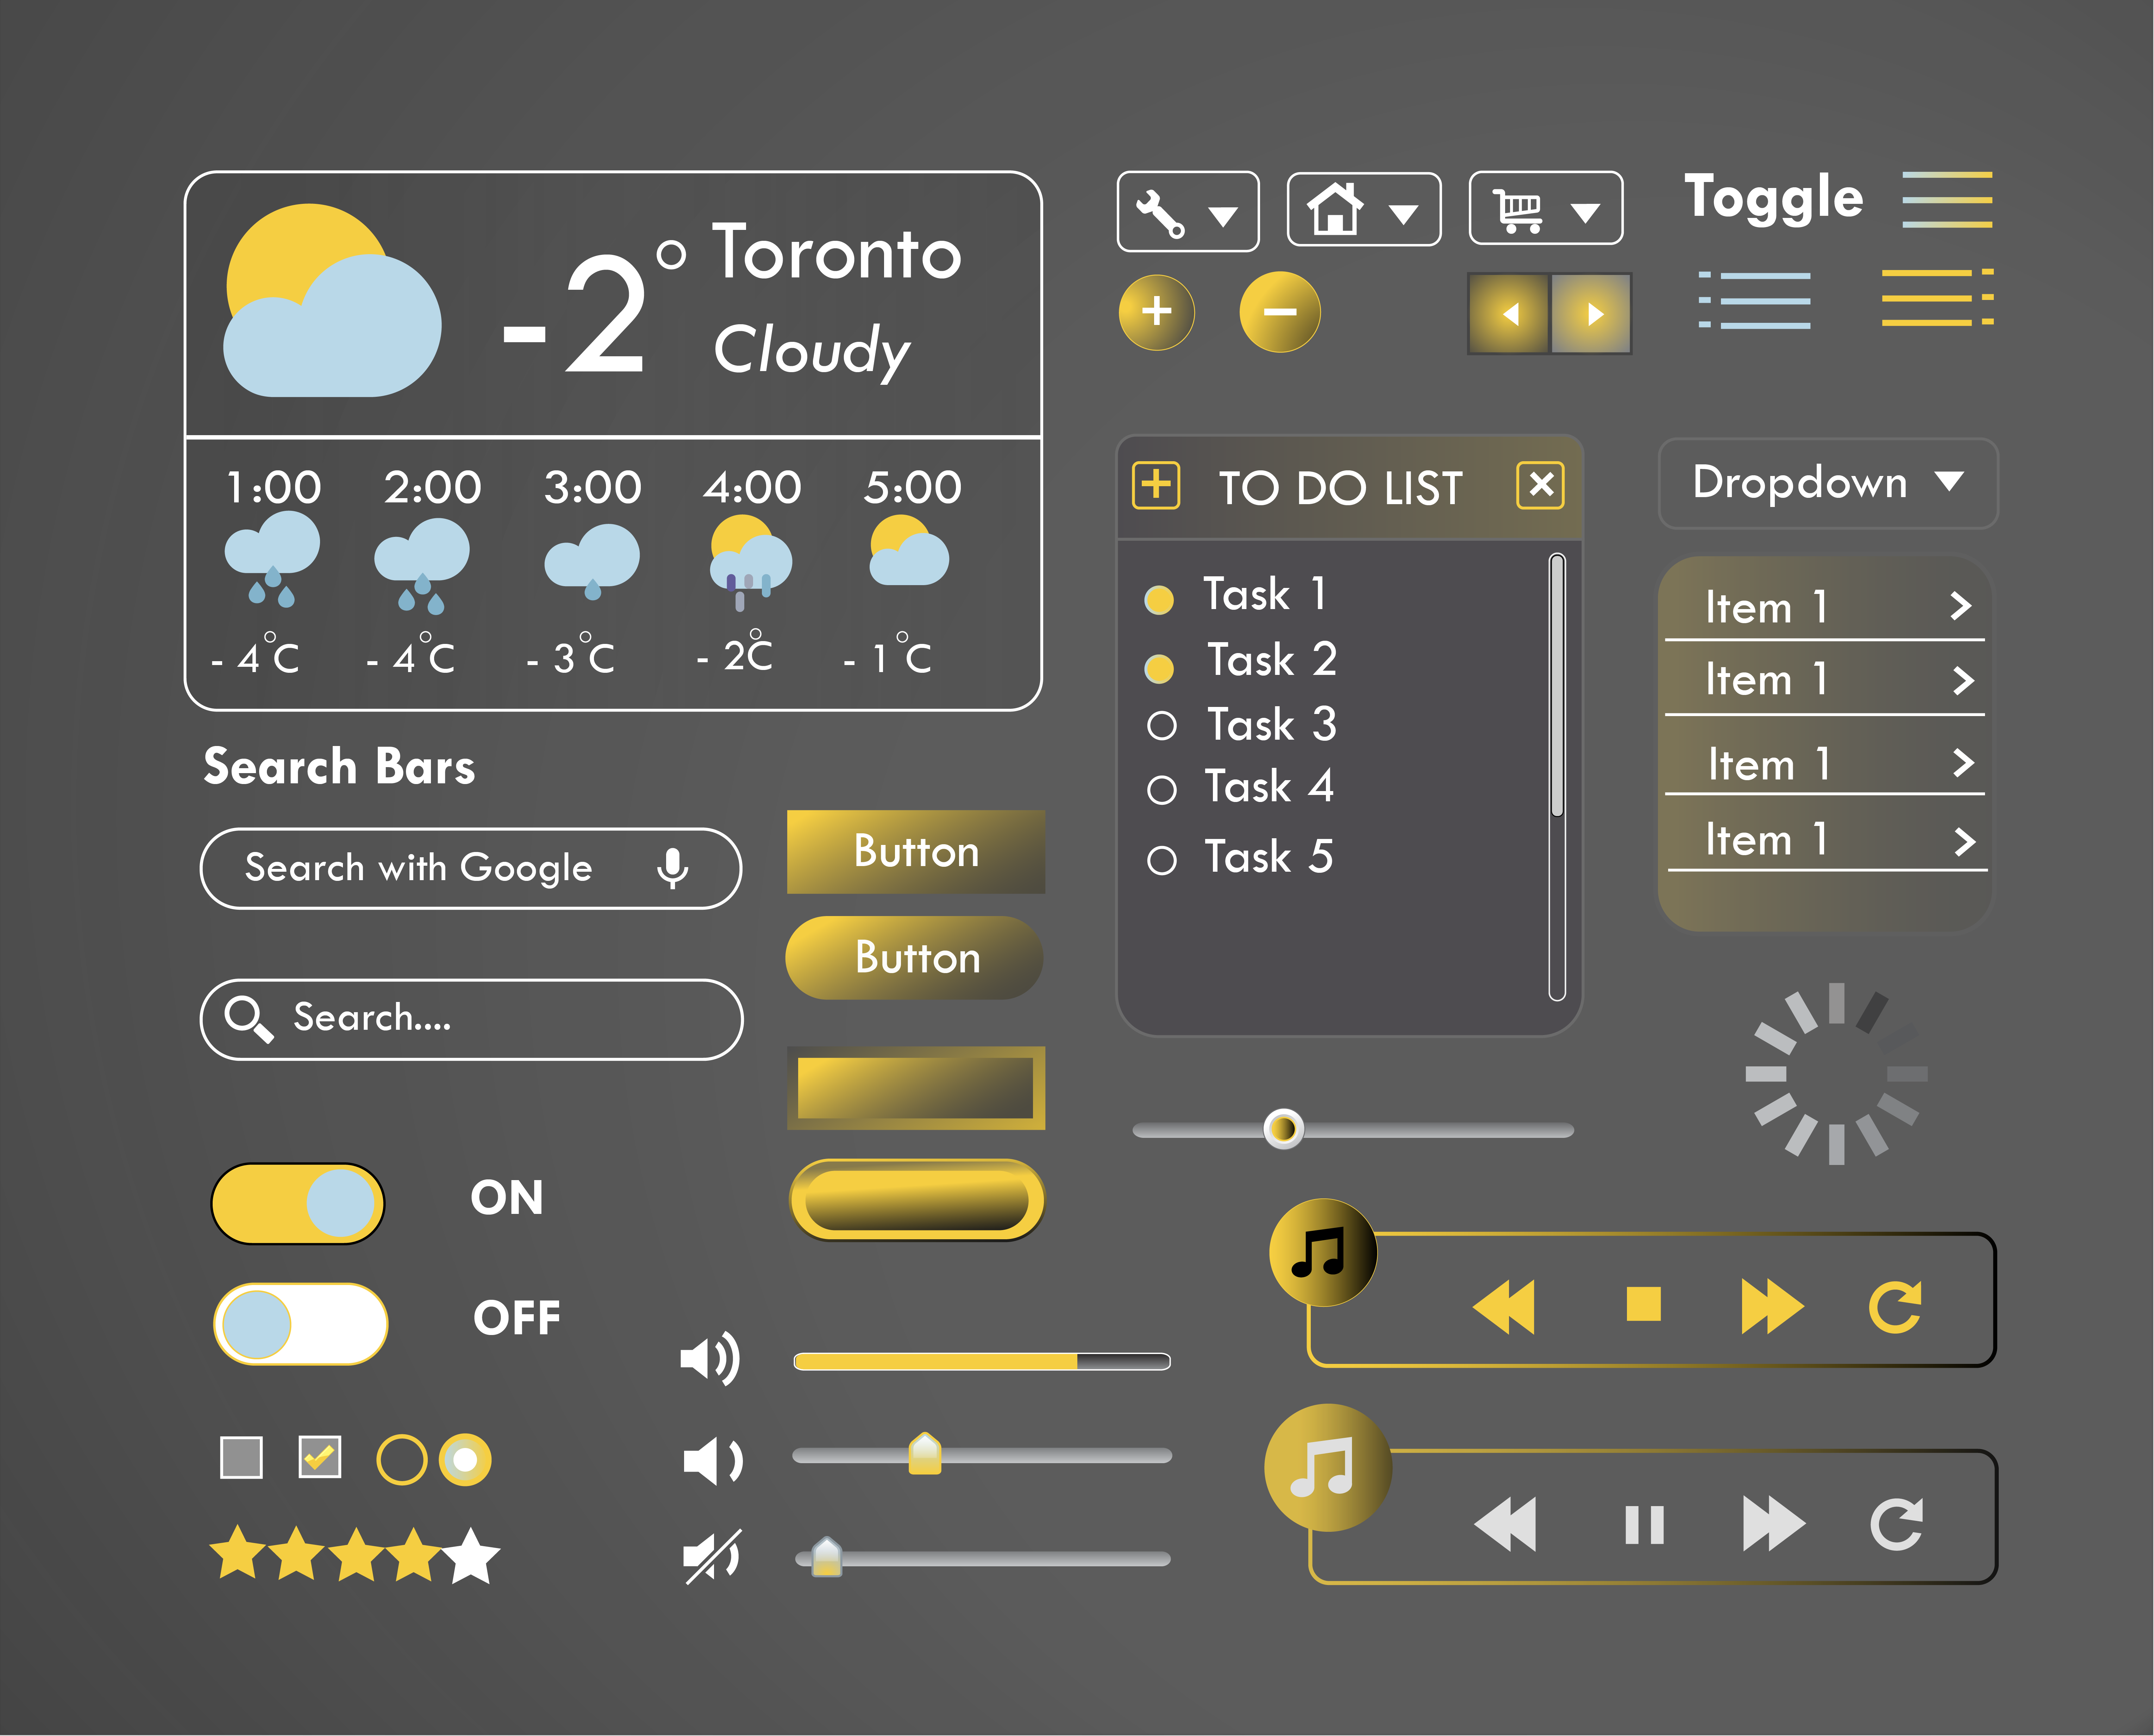 Toronto
-2°
Cloudy
1:00 2:00 3:00 4:00 5:00
- 4°C - 4°C - 3°C - 2°C - 1°C
Search Bars
Search with Google
Search....
ON
OFF
Button
Button
Toggle
TO DO LIST
Task 1
Task 2
Task 3
Task 4
Task 5
Dropdown
Item 1
Item 1
Item 1
Item 1